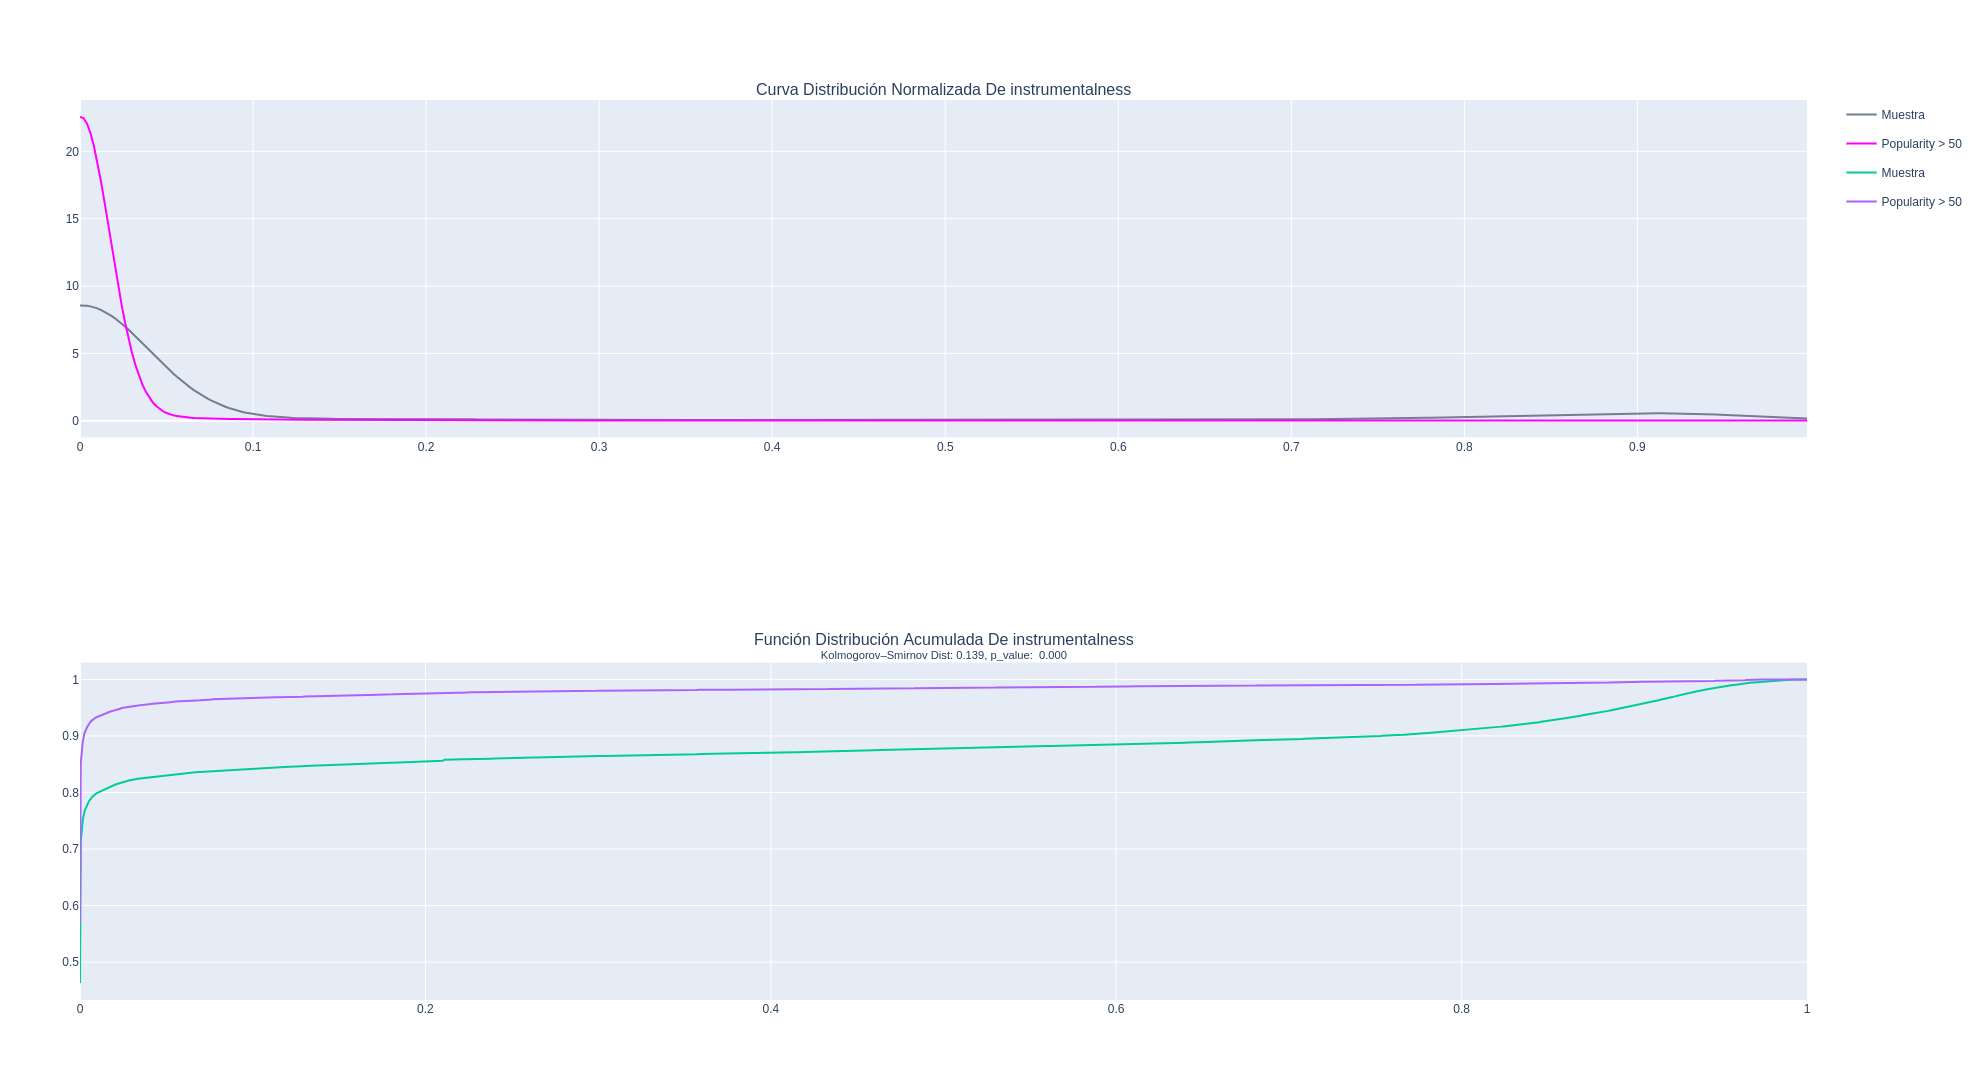 Curva Distribución Normalizada De instrumentalness
Muestra
Popularity > 50
Muestra
Popularity > 50
20
15
10
5
0
0 0.1 0.2 0.3 0.4 0.5 0.6 0.7 0.8 0.9
Función Distribución Acumulada De instrumentalness
Kolmogorov–Smirnov Dist: 0.139, p_value: 0.000
1
0.9
0.8
0.7
0.6
0.5
0 0.2 0.4 0.6 0.8 1